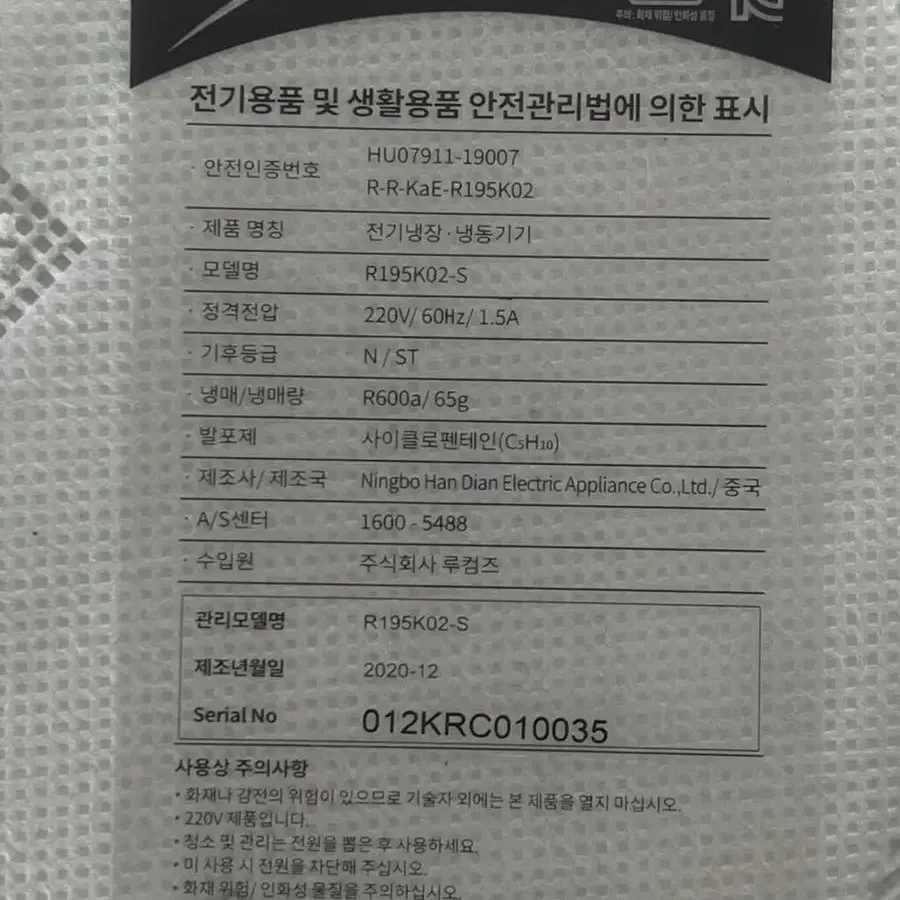 주의 : 화재 위험/ 인화성 물질
전기용품 및 생활용품 안전관리법에 의한 표시
· 안전인증번호 HU07911-19007
R-R-KaE-R195K02
· 제품 명칭 전기냉장 · 냉동기기
· 모델명 R195K02-S
· 정격전압 220V/ 60Hz/ 1.5A
· 기후등급 N / ST
· 냉매/냉매량 R600a/ 65g
· 발포제 사이클로펜테인(C₅H₁₀)
· 제조사/ 제조국 Ningbo Han Dian Electric Appliance Co.,Ltd./ 중국
· A/S센터 1600 - 5488
· 수입원 주식회사 루컴즈
관리모델명 R195K02-S
제조년월일 2020-12
Serial No 012KRC010035
사용상 주의사항
• 화재나 감전의 위험이 있으므로 기술자 외에는 본 제품을 열지 마십시오.
• 220V 제품입니다.
• 청소 및 관리는 전원을 뽑은 후 사용하세요.
• 미 사용 시 전원을 차단해 주십시오.
• 화재 위험/ 인화성 물질을 주의하십시오.